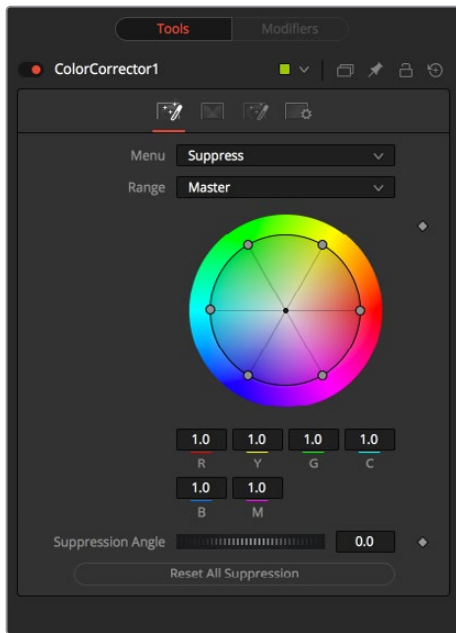 Tools Modifiers
ColorCorrector1
Menu Suppress
Range Master
1.0 1.0 1.0 1.0
R Y G C
1.0 1.0
B M
Suppression Angle 0.0
Reset All Suppression